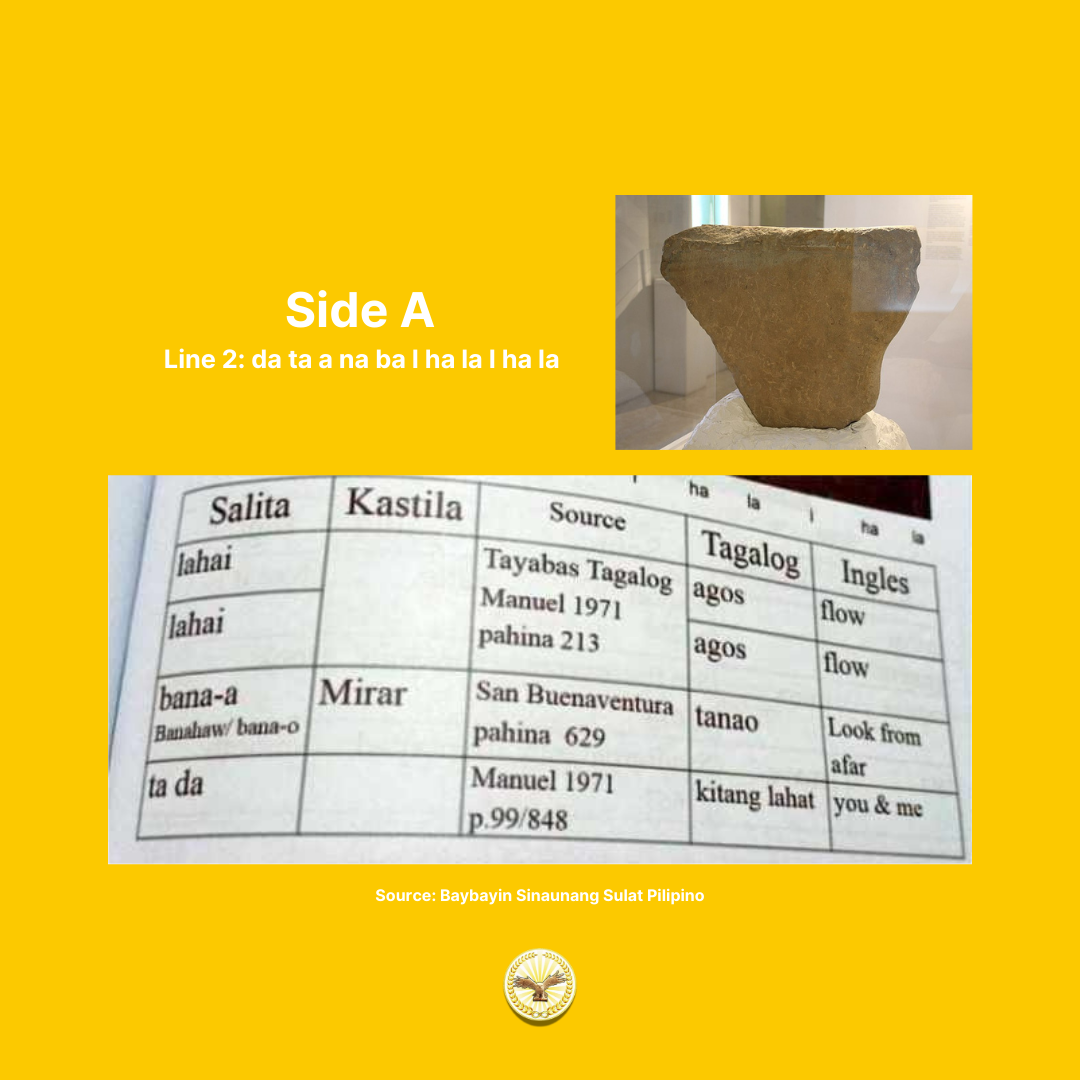 Side A
Line 2: da ta a na ba I ha la I ha la
ha la I ha la
Salita Kastila Source Tagalog Ingles
lahai Tayabas Tagalog agos flow
Manuel 1971
lahai pahina 213 agos flow
bana-a Mirar San Buenaventura tanao Look from
Banahaw/ bana-o pahina 629 afar
ta da Manuel 1971 kitang lahat you & me
p.99/848
Source: Baybayin Sinaunang Sulat Pilipino